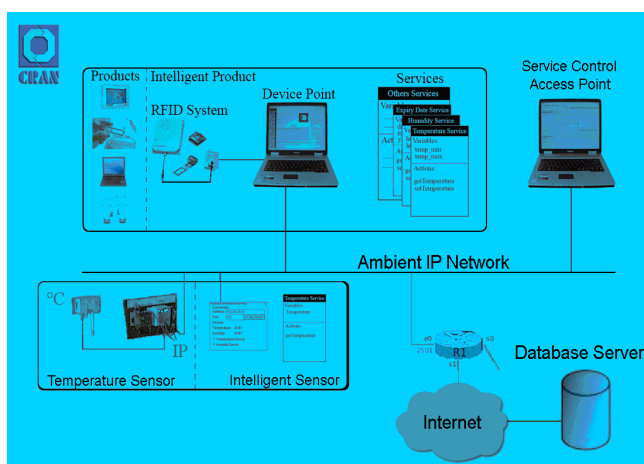 CRAN
Products
Intelligent Product
RFID System
Device Point
Services
Others Services
Expiry Date Service
Humidity Service
Temperature Service
Variables:
temp_min
temp_max
Actions:
getTemperature
setTemperature
Service Control
Access Point
Ambient IP Network
°C
IP
Temperature Sensor
Temperature Service
Variables:
Temperature
Actions:
getTemperature
Intelligent Sensor
e0
s0
R1
s1
Internet
Database Server